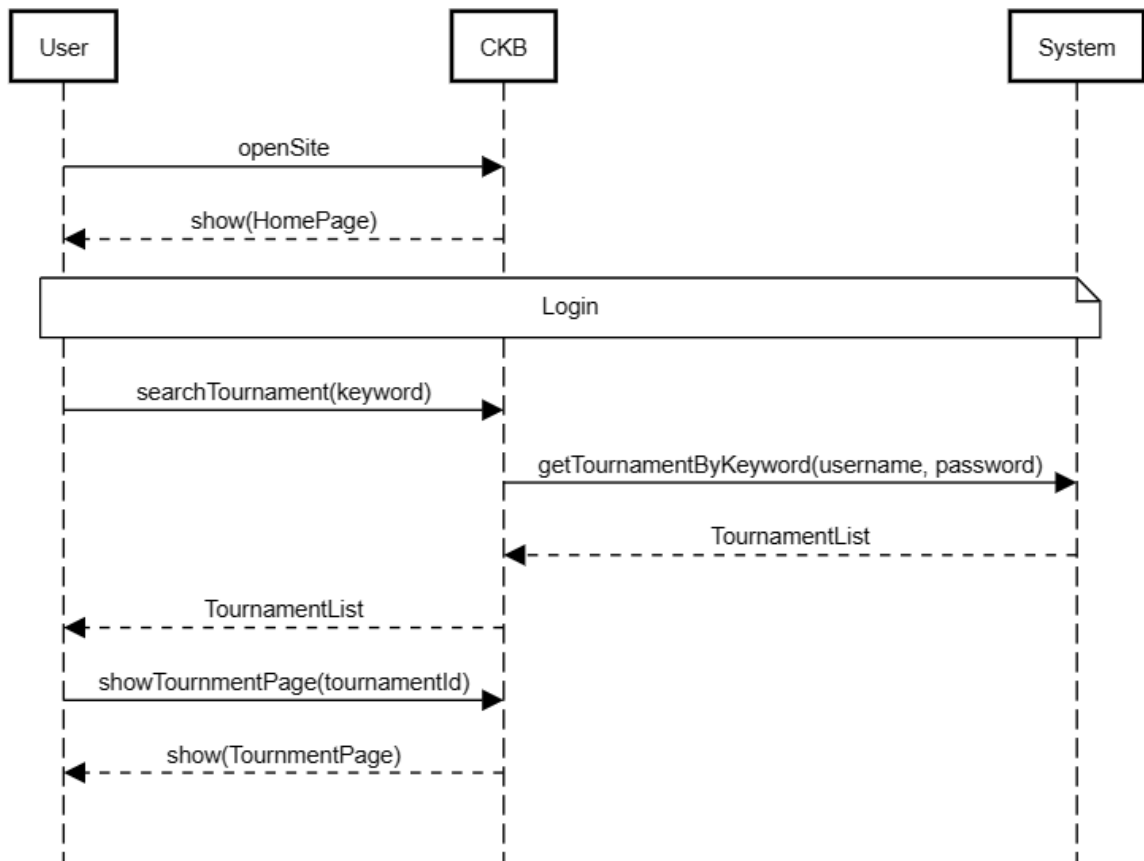 User
CKB
System
openSite
show(HomePage)
Login
searchTournament(keyword)
getTournamentByKeyword(username, password)
TournamentList
TournamentList
showTournmentPage(tournamentId)
show(TournmentPage)